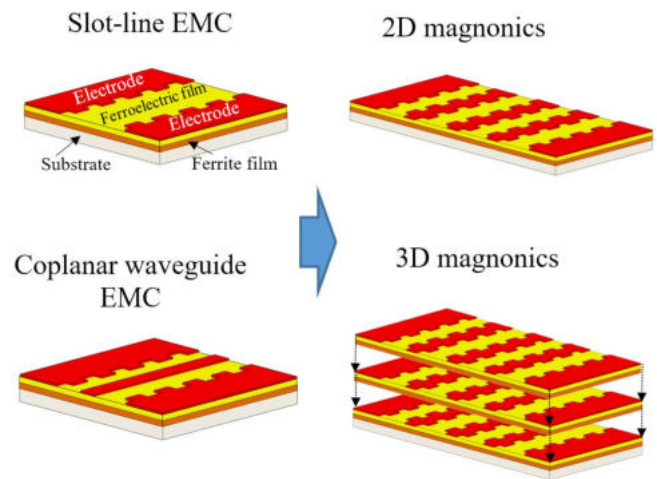 Slot-line EMC
2D magnonics
Electrode
Ferroelectric film
Electrode
Substrate
Ferrite film
Coplanar waveguide
EMC
3D magnonics